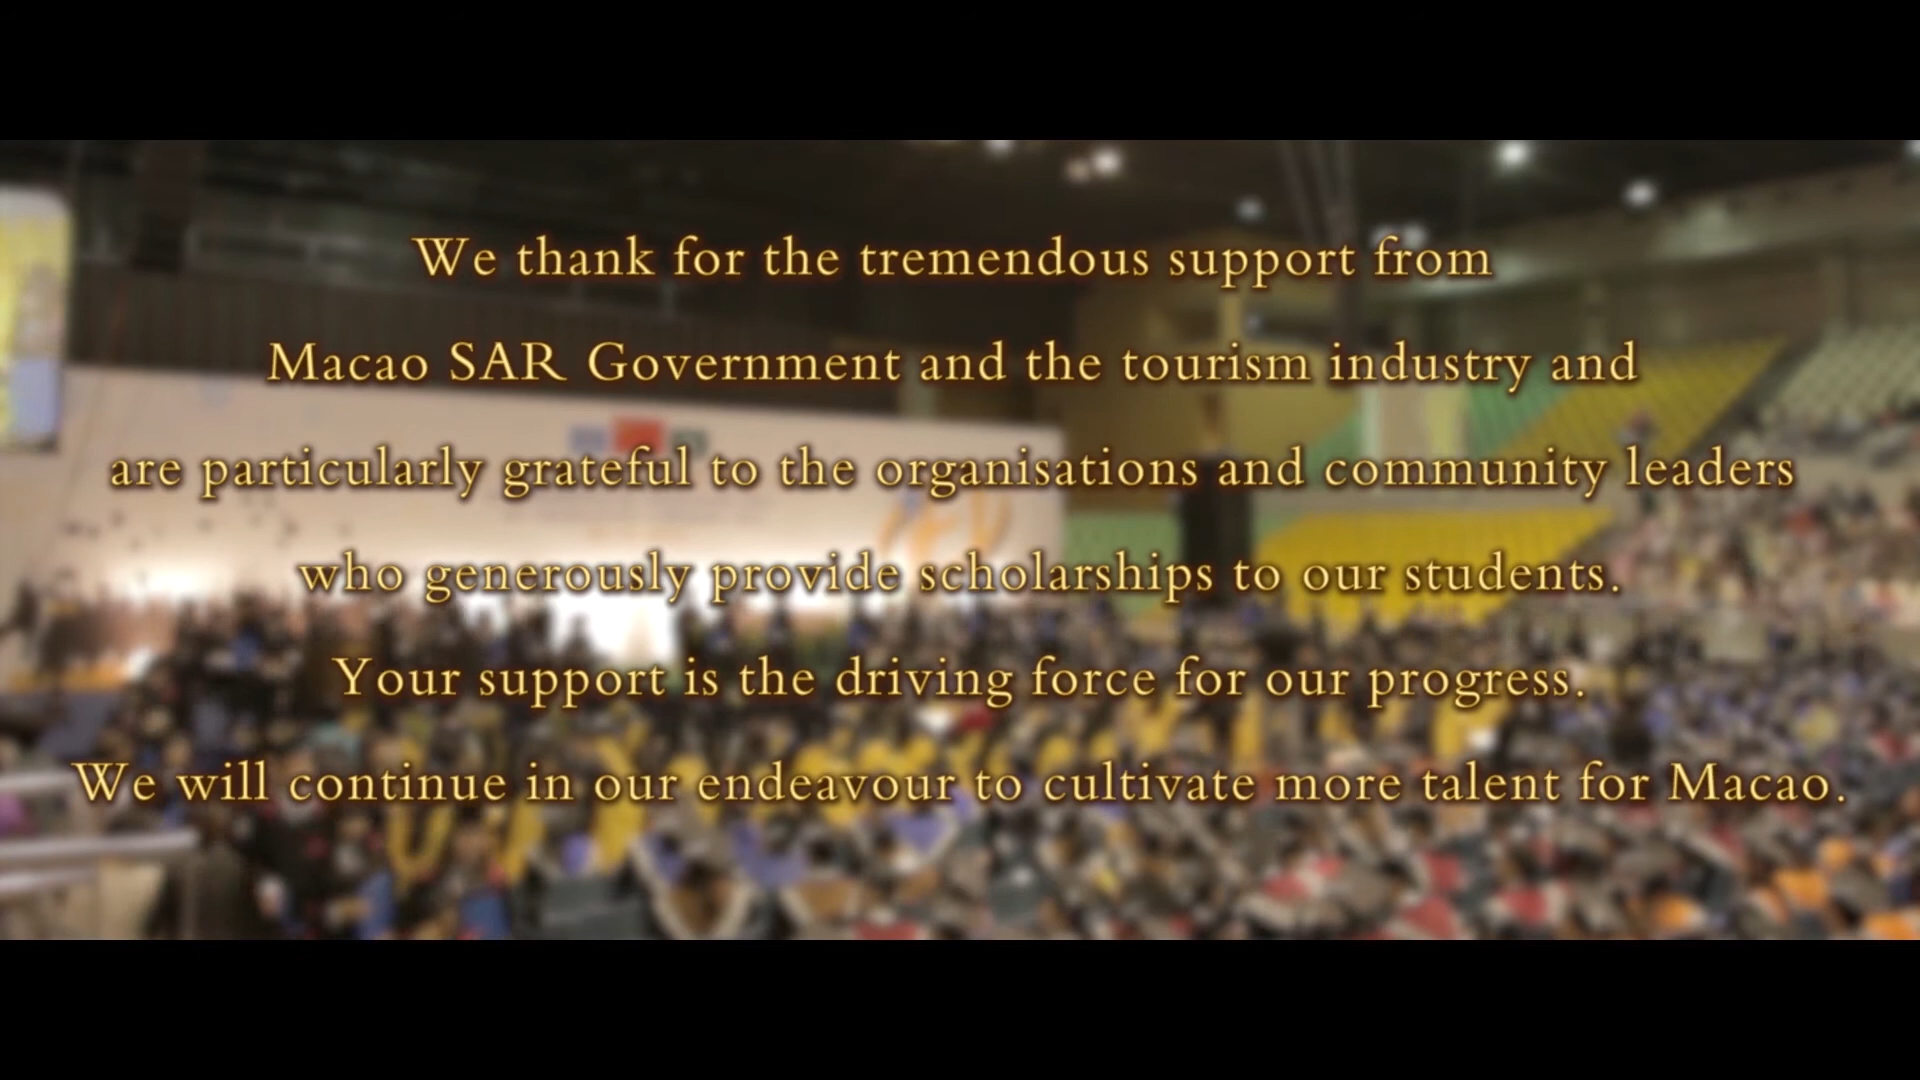 We thank for the tremendous support from
Macao SAR Government and the tourism industry and
are particularly grateful to the organisations and community leaders
who generously provide scholarships to our students.
Your support is the driving force for our progress.
We will continue in our endeavour to cultivate more talent for Macao.